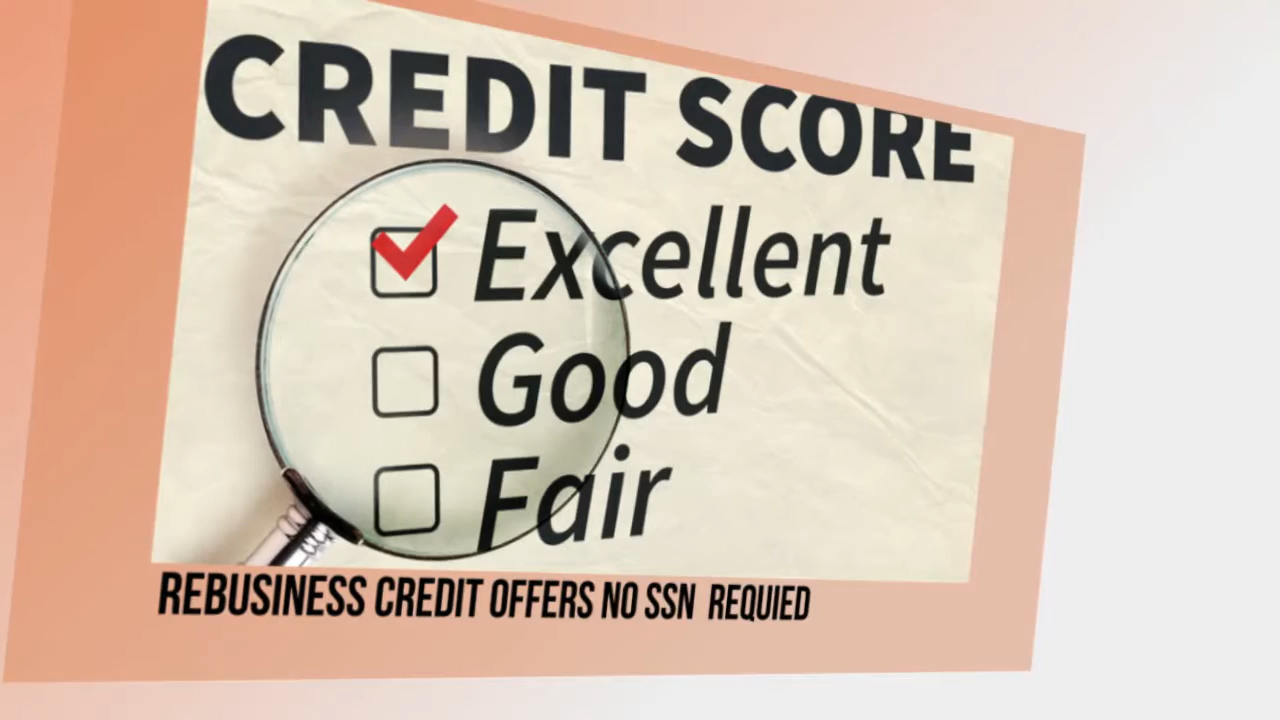 CREDIT SCORE
Excellent
Good
Fair
REBUSINESS CREDIT OFFERS NO SSN REQUIED